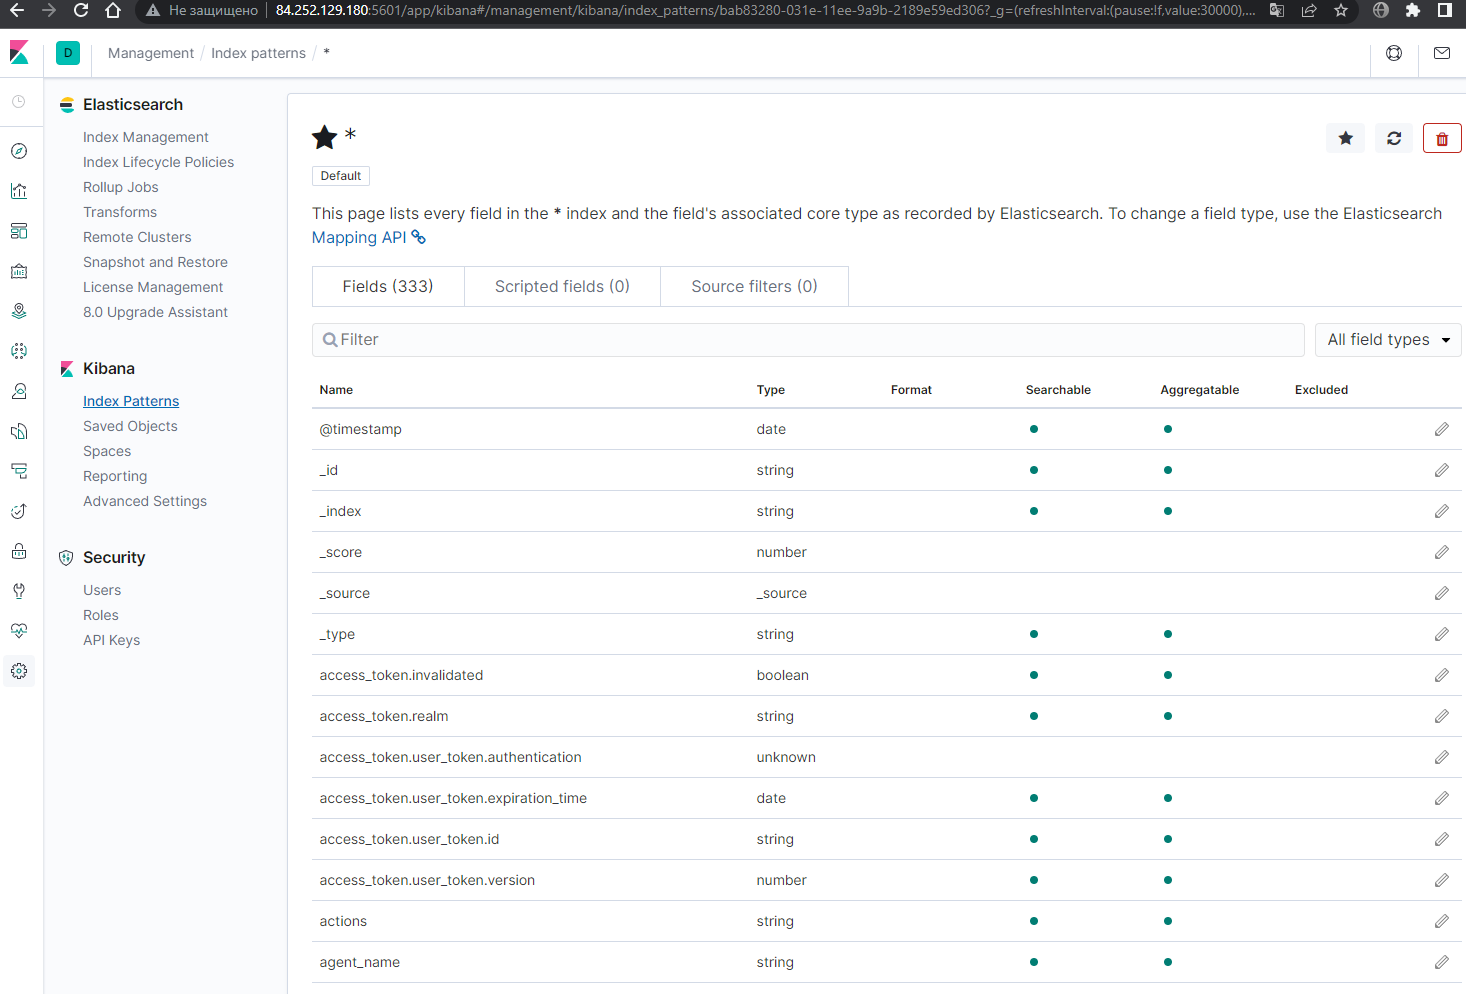 Не защищено
84.252.129.180:5601/app/kibana#/management/kibana/index_patterns/bab83280-031e-11ee-9a9b-2189e59ed306?_g=(refreshInterval:(pause:!f,value:30000),...
D
Management / Index patterns / *
Elasticsearch
Index Management
Index Lifecycle Policies
Rollup Jobs
Transforms
Remote Clusters
Snapshot and Restore
License Management
8.0 Upgrade Assistant
Kibana
Index Patterns
Saved Objects
Spaces
Reporting
Advanced Settings
Security
Users
Roles
API Keys
*
Default
This page lists every field in the * index and the field's associated core type as recorded by Elasticsearch. To change a field type, use the Elasticsearch
Mapping API
Fields (333) Scripted fields (0) Source filters (0)
Filter All field types
Name Type Format Searchable Aggregatable Excluded
@timestamp date
_id string
_index string
_score number
_source _source
_type string
access_token.invalidated boolean
access_token.realm string
access_token.user_token.authentication unknown
access_token.user_token.expiration_time date
access_token.user_token.id string
access_token.user_token.version number
actions string
agent_name string